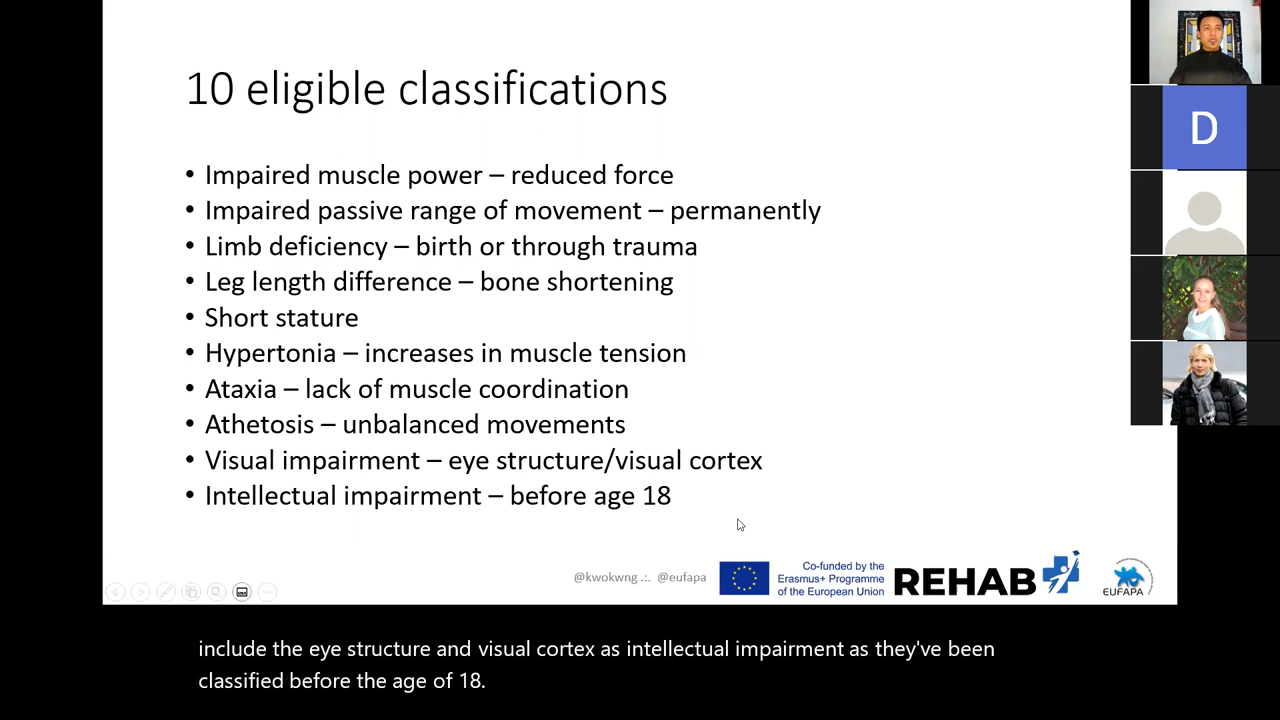 10 eligible classifications
• Impaired muscle power – reduced force
• Impaired passive range of movement – permanently
• Limb deficiency – birth or through trauma
• Leg length difference – bone shortening
• Short stature
• Hypertonia – increases in muscle tension
• Ataxia – lack of muscle coordination
• Athetosis – unbalanced movements
• Visual impairment – eye structure/visual cortex
• Intellectual impairment – before age 18
D
@kwokwng .:. @eufapa
Co-funded by the
Erasmus+ Programme
of the European Union
REHAB
EUFAPA
include the eye structure and visual cortex as intellectual impairment as they've been
classified before the age of 18.